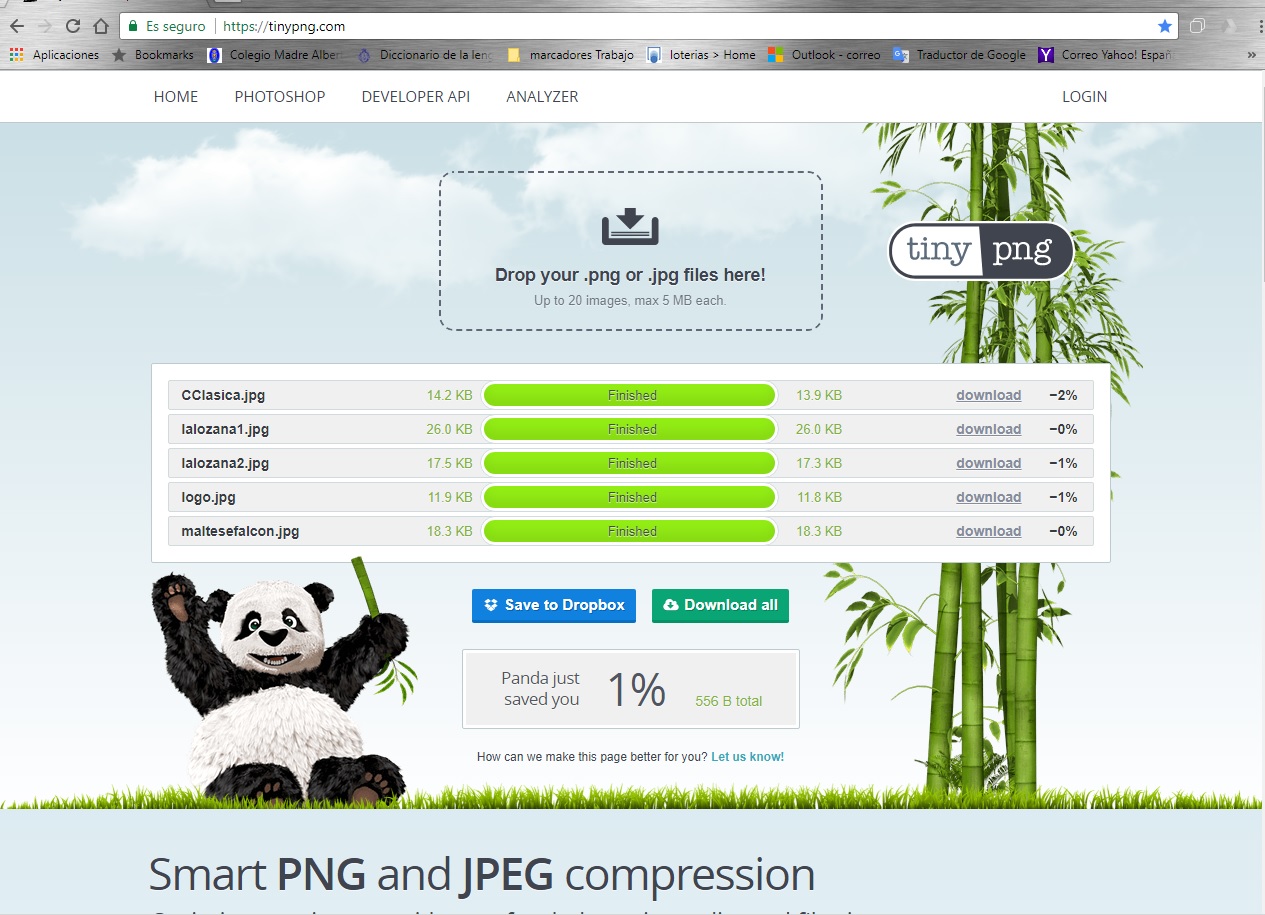 Es seguro | https://tinypng.com
Aplicaciones Bookmarks Colegio Madre Alber Diccionario de la leng marcadores Trabajo loterias > Home Outlook - correo Traductor de Google Correo Yahoo! Españ »
HOME PHOTOSHOP DEVELOPER API ANALYZER LOGIN
tiny png
Drop your .png or .jpg files here!
Up to 20 images, max 5 MB each.
CClasica.jpg 14.2 KB Finished 13.9 KB download −2%
lalozana1.jpg 26.0 KB Finished 26.0 KB download −0%
lalozana2.jpg 17.5 KB Finished 17.3 KB download −1%
logo.jpg 11.9 KB Finished 11.8 KB download −1%
maltesefalcon.jpg 18.3 KB Finished 18.3 KB download −0%
Save to Dropbox Download all
Panda just
saved you 1% 556 B total
How can we make this page better for you? Let us know!
Smart PNG and JPEG compression